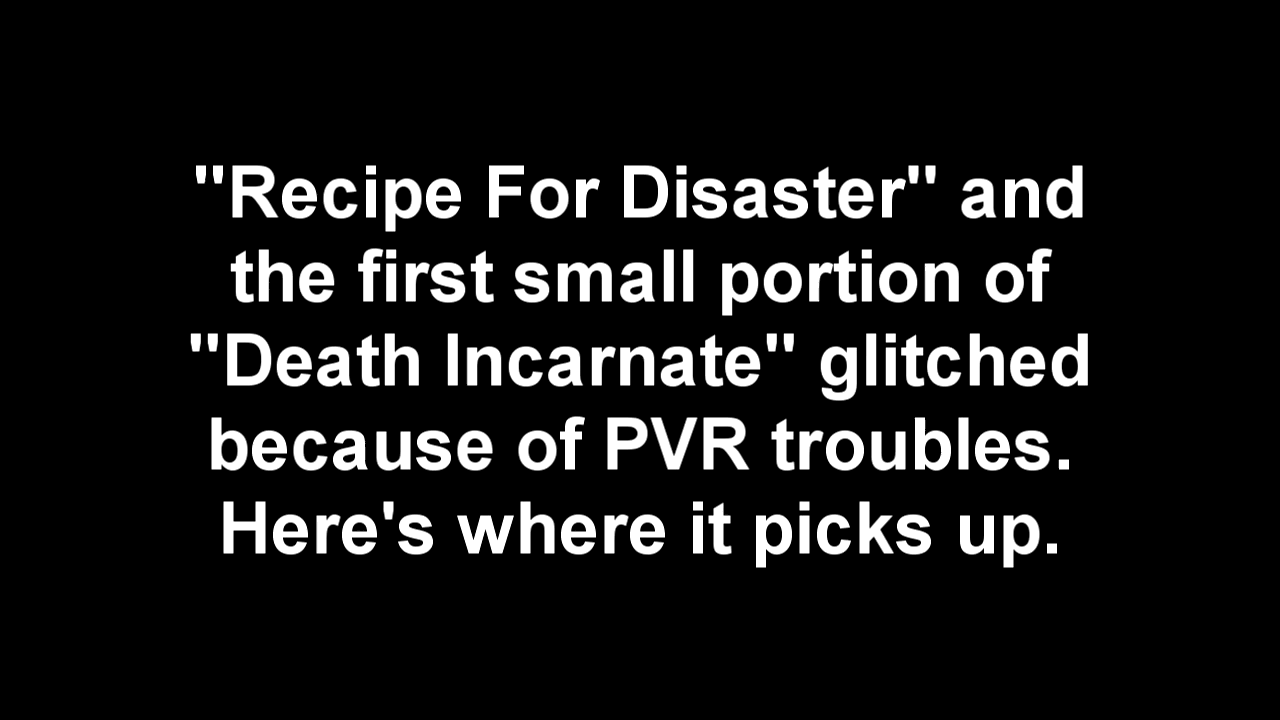 "Recipe For Disaster" and
the first small portion of
"Death Incarnate" glitched
because of PVR troubles.
Here's where it picks up.